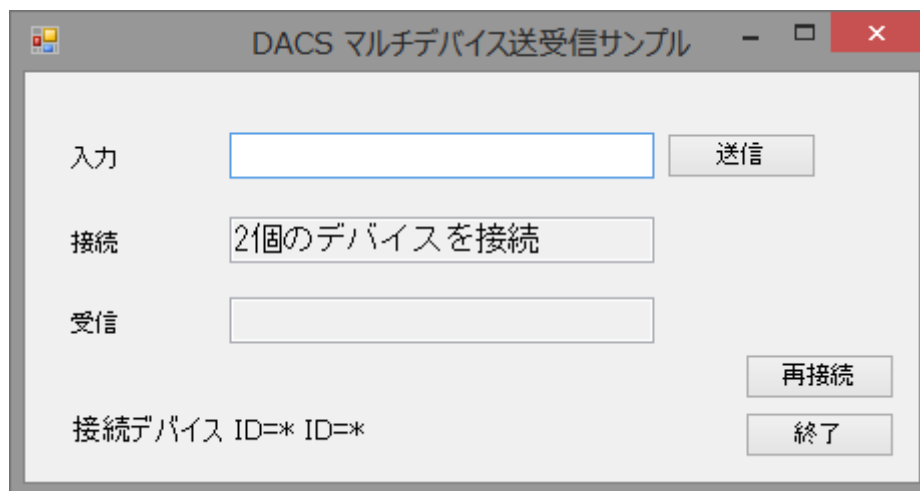 DACS マルチデバイス送受信サンプル
入力
送信
接続
2個のデバイスを接続
受信
再接続
接続デバイス ID=* ID=*
終了